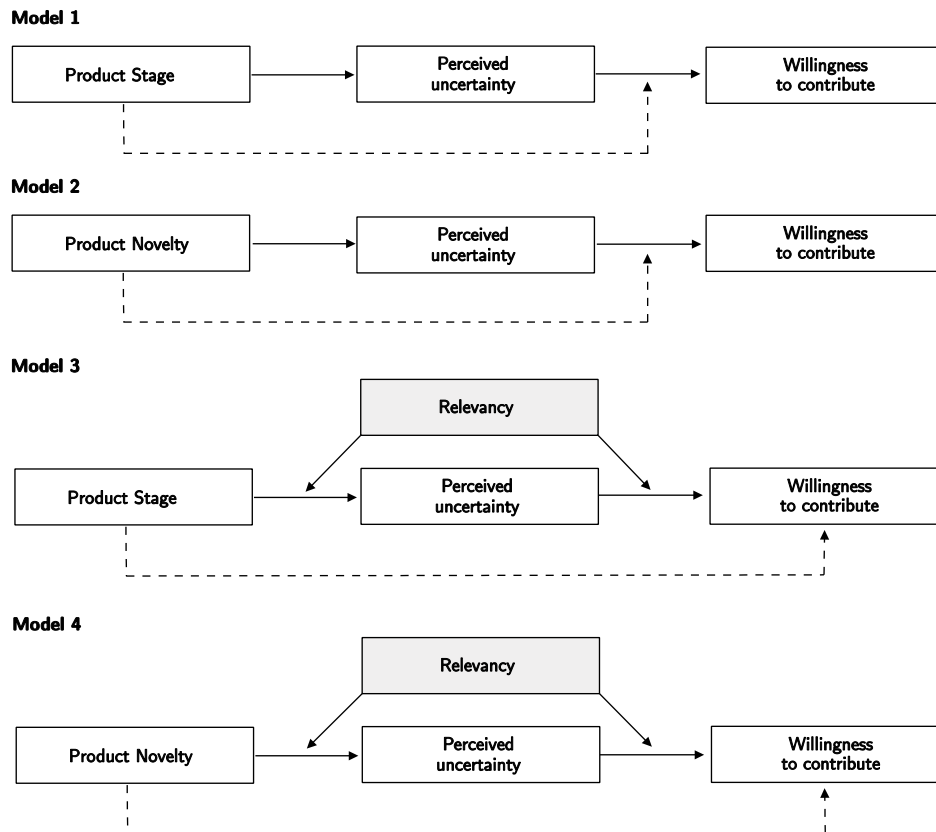 Model 1
Product Stage
Perceived
uncertainty
Willingness
to contribute
Model 2
Product Novelty
Perceived
uncertainty
Willingness
to contribute
Model 3
Relevancy
Product Stage
Perceived
uncertainty
Willingness
to contribute
Model 4
Relevancy
Product Novelty
Perceived
uncertainty
Willingness
to contribute